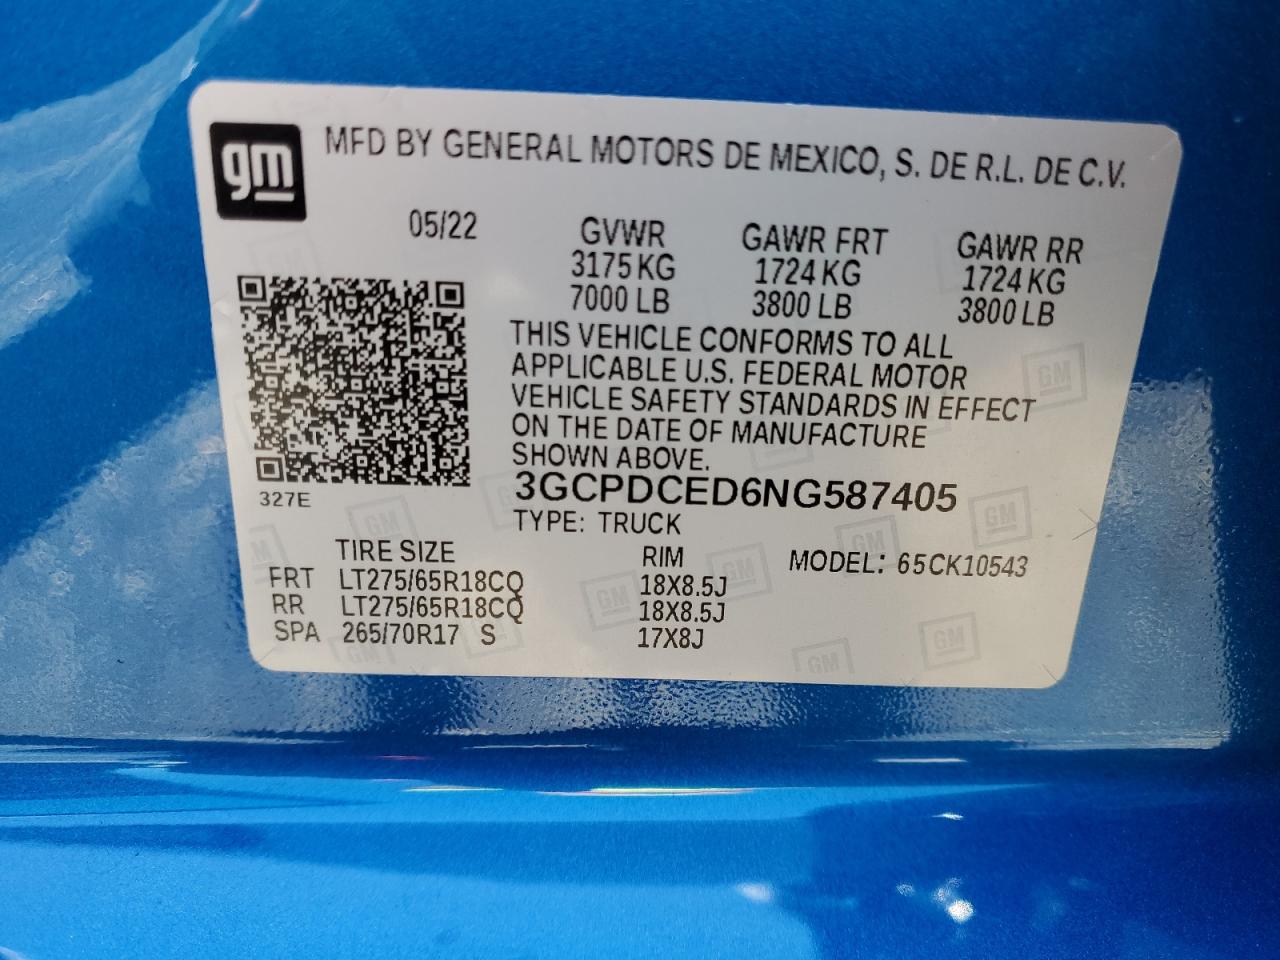 gm
MFD BY GENERAL MOTORS DE MEXICO, S. DE R.L. DE C.V.
05/22 GVWR GAWR FRT GAWR RR
3175 KG 1724 KG 1724 KG
7000 LB 3800 LB 3800 LB
THIS VEHICLE CONFORMS TO ALL
APPLICABLE U.S. FEDERAL MOTOR
VEHICLE SAFETY STANDARDS IN EFFECT
ON THE DATE OF MANUFACTURE
SHOWN ABOVE.
327E
3GCPDCED6NG587405
TYPE: TRUCK
TIRE SIZE RIM MODEL: 65CK10543
FRT LT275/65R18CQ 18X8.5J
RR LT275/65R18CQ 18X8.5J
SPA 265/70R17 S 17X8J